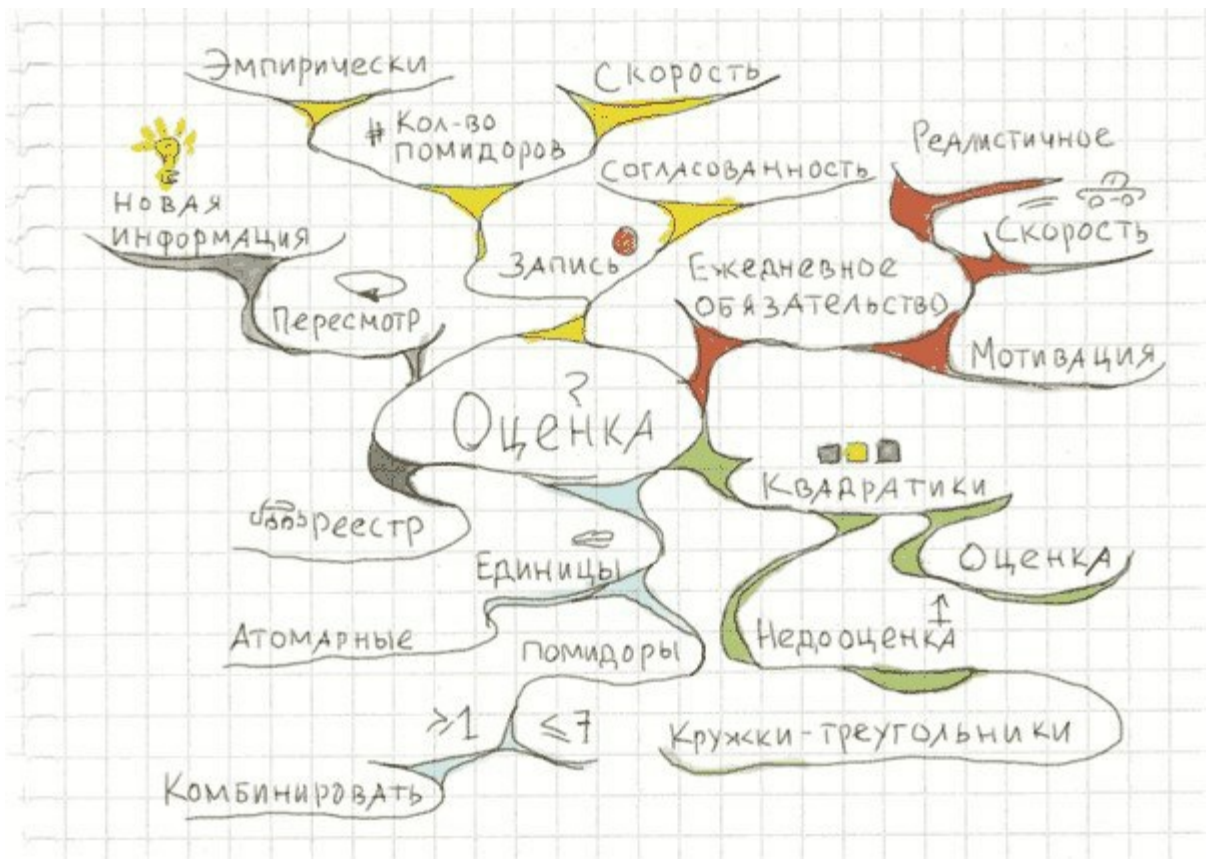 Эмпирически
Скорость
# Кол-во
помидоров
Реалистичное
Согласованность
Новая
информация
Скорость
Запись
Ежедневное
обязательство
Пересмотр
Мотивация
?
Оценка
Квадратики
реестр
Единицы
Оценка
Атомарные
помидоры
Недооценка
≥1
≤7
Кружки-треугольники
Комбинировать